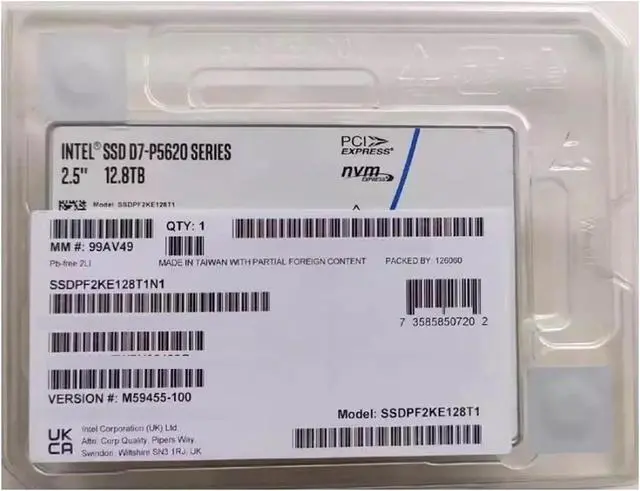 INTEL® SSD D7-P5620 SERIES
2.5" 12.8TB
PCI
EXPRESS®
nvm
EXPRESS
Model: SSDPF2KE128T1
QTY: 1
MM #: 99AV49
Pb-free 2LI
MADE IN TAIWAN WITH PARTIAL FOREIGN CONTENT
PACKED BY: 126060
SSDPF2KE128T1N1
7 3585850720 2
VERSION #: M59455-100
Model: SSDPF2KE128T1
UK
CA
Intel Corporation (UK) Ltd.
Attn: Corp Quality, Pipers Way,
Swindon, Wiltshire SN3 1RJ, UK